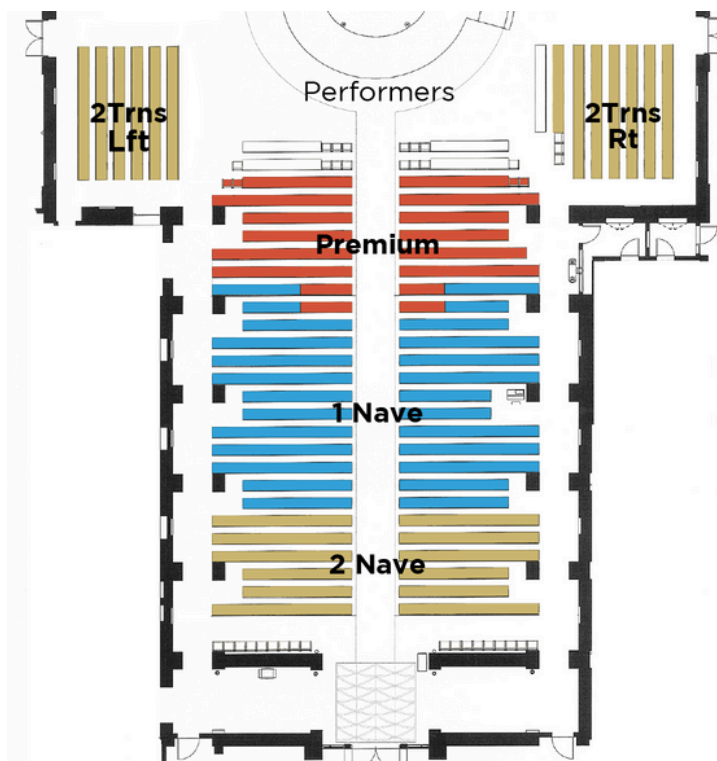 Performers
2Trns
Lft
2Trns
Rt
Premium
1 Nave
2 Nave